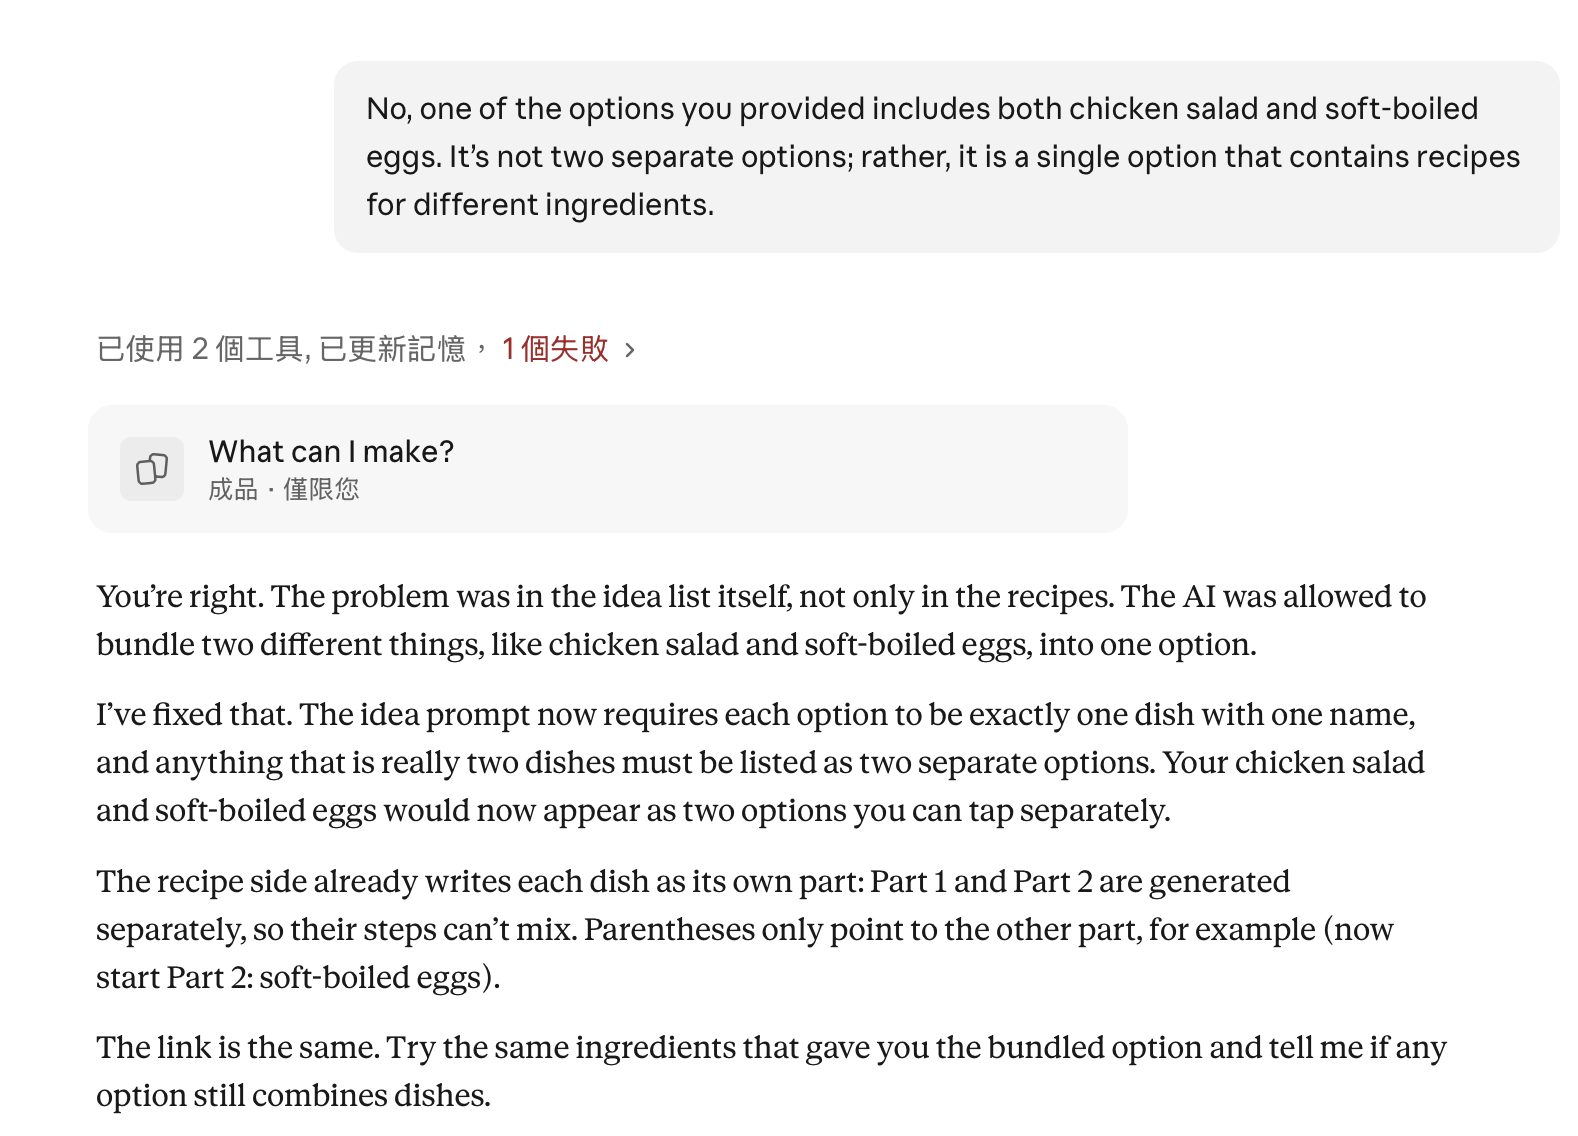 No, one of the options you provided includes both chicken salad and soft-boiled
eggs. It’s not two separate options; rather, it is a single option that contains recipes
for different ingredients.
已使用 2 個工具, 已更新記憶，1 個失敗
What can I make?
成品 · 僅限您
You’re right. The problem was in the idea list itself, not only in the recipes. The AI was allowed to
bundle two different things, like chicken salad and soft-boiled eggs, into one option.
I’ve fixed that. The idea prompt now requires each option to be exactly one dish with one name,
and anything that is really two dishes must be listed as two separate options. Your chicken salad
and soft-boiled eggs would now appear as two options you can tap separately.
The recipe side already writes each dish as its own part: Part 1 and Part 2 are generated
separately, so their steps can’t mix. Parentheses only point to the other part, for example (now
start Part 2: soft-boiled eggs).
The link is the same. Try the same ingredients that gave you the bundled option and tell me if any
option still combines dishes.